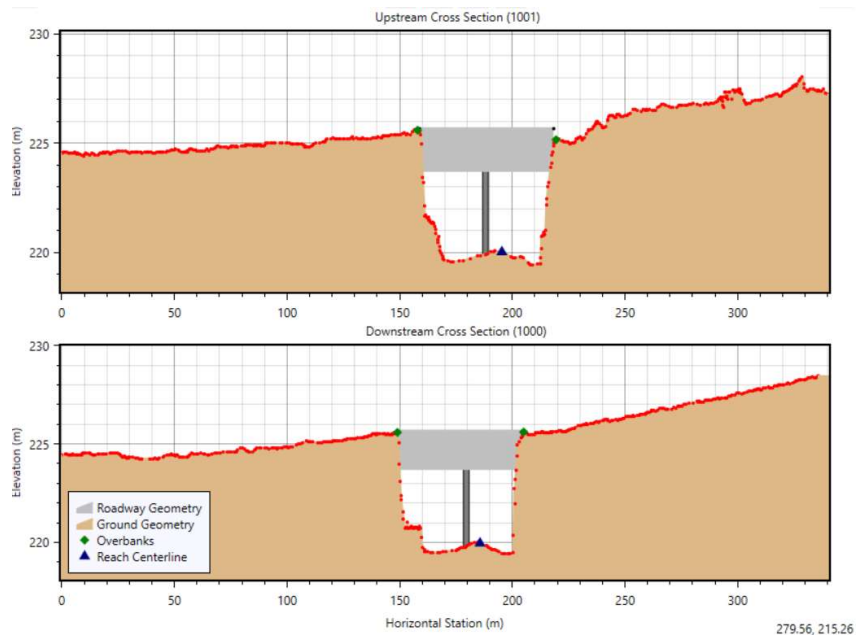 Upstream Cross Section (1001)
230
225
220
Elevation (m)
0 50 100 150 200 250 300
Downstream Cross Section (1000)
230
225
220
Elevation (m)
Roadway Geometry
Ground Geometry
Overbanks
Reach Centerline
0 50 100 150 200 250 300
Horizontal Station (m)
279.56, 215.26